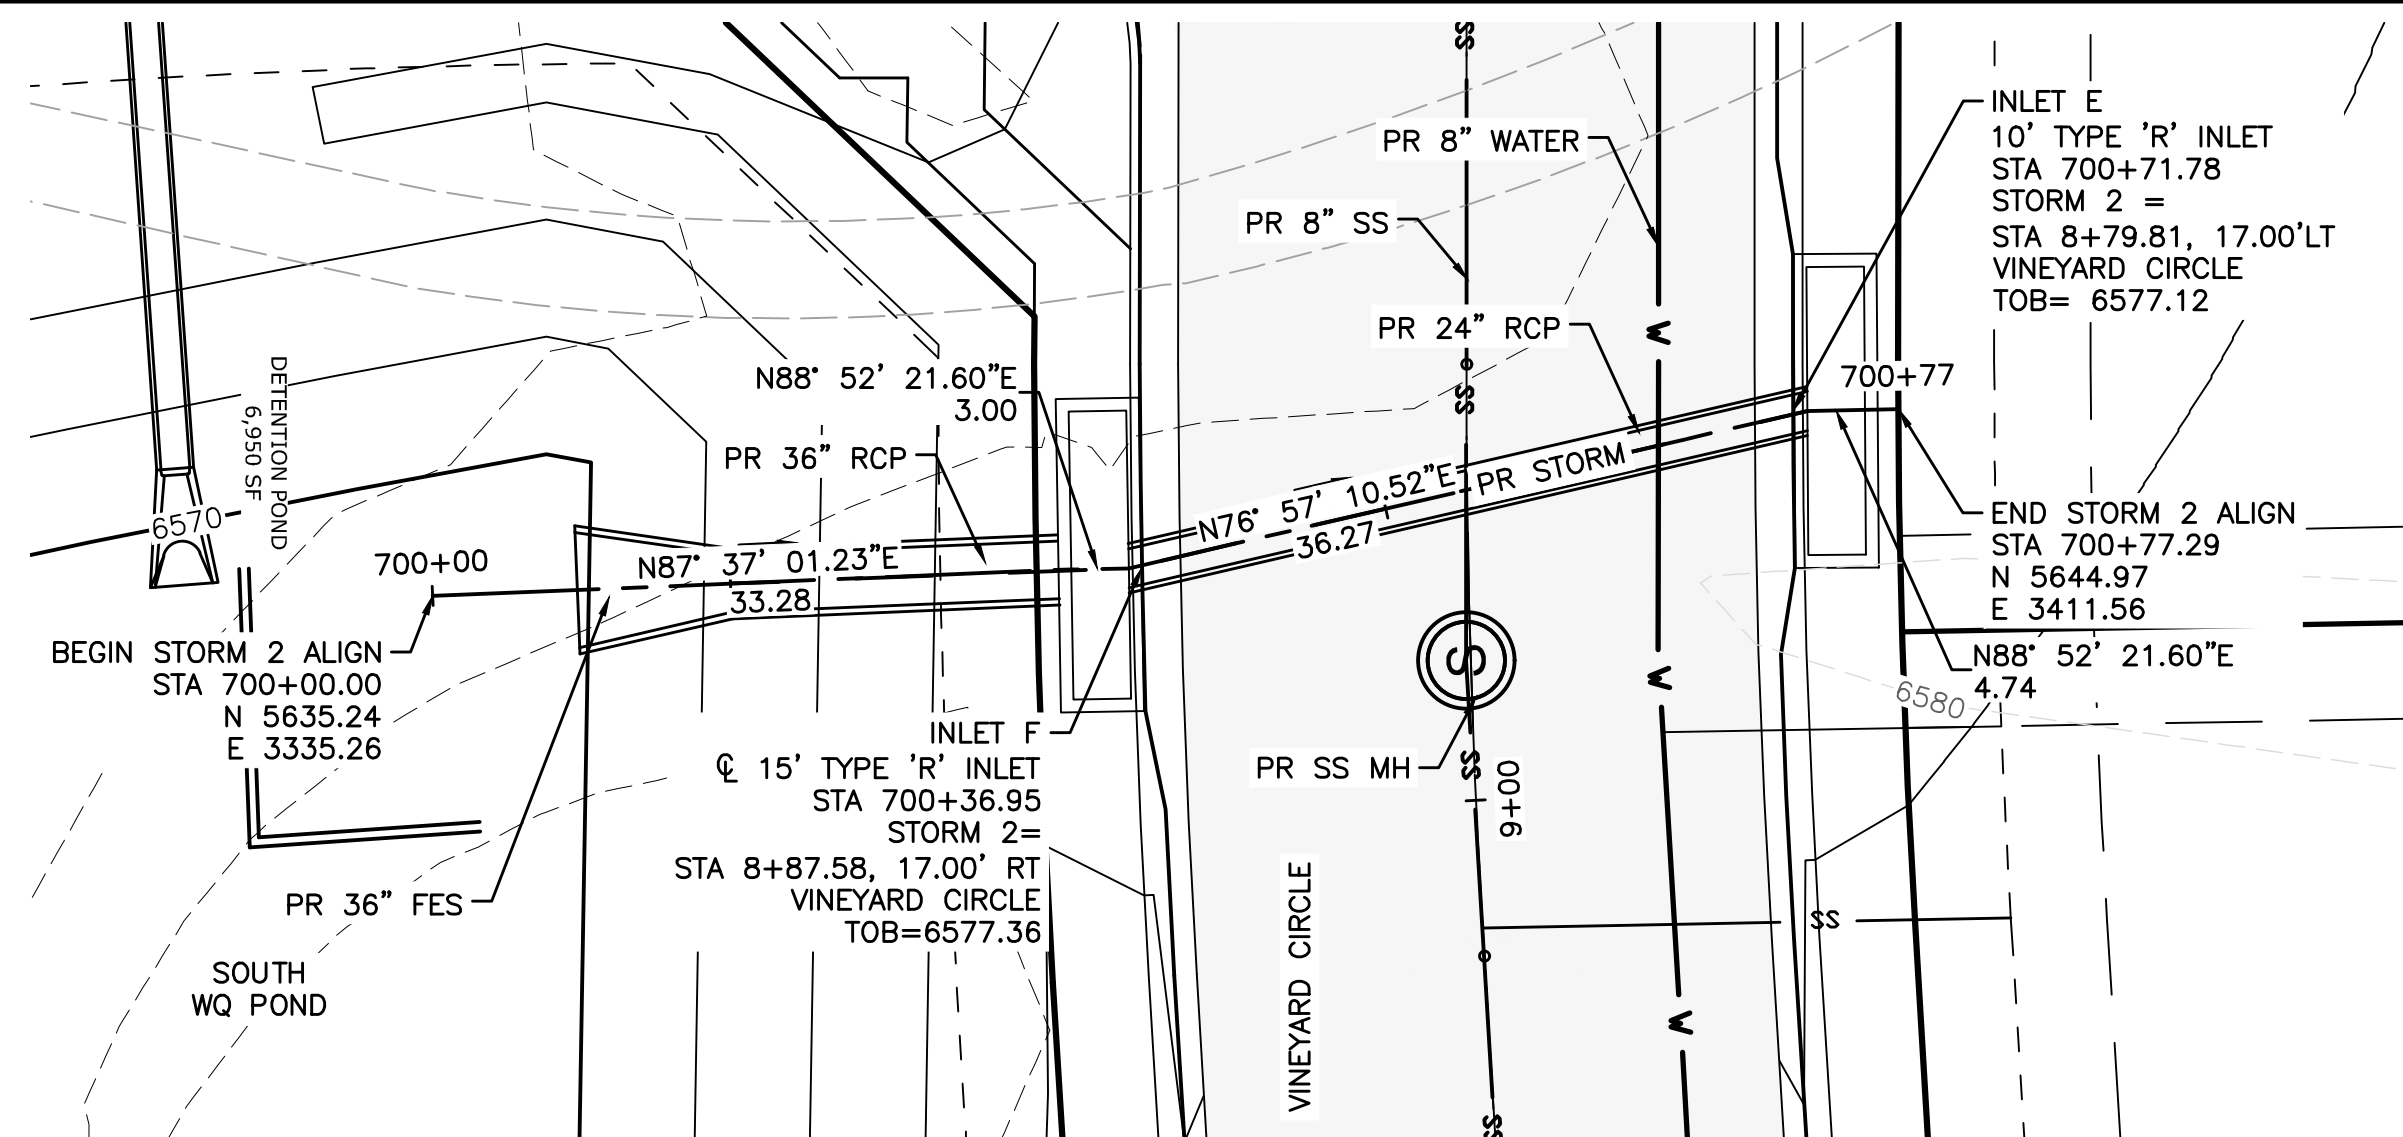 SS
PR 8" WATER
PR 8" SS
PR 24" RCP
W
SS
INLET E
10' TYPE 'R' INLET
STA 700+71.78
STORM 2 =
STA 8+79.81, 17.00'LT
VINEYARD CIRCLE
TOB= 6577.12
700+77
N88° 52' 21.60"E
3.00
PR 36" RCP
DETENTION POND
6,950 SF
6570
700+00
N87° 37' 01.23"E
33.28
N76° 57' 10.52"E
36.27
PR STORM
END STORM 2 ALIGN
STA 700+77.29
N 5644.97
E 3411.56
N88° 52' 21.60"E
4.74
6580
BEGIN STORM 2 ALIGN
STA 700+00.00
N 5635.24
E 3335.26
S
W
INLET F
℄ 15' TYPE 'R' INLET
STA 700+36.95
STORM 2=
STA 8+87.58, 17.00' RT
VINEYARD CIRCLE
TOB=6577.36
PR SS MH
SS
9+00
VINEYARD CIRCLE
PR 36" FES
SOUTH
WQ POND
SS
W
SS